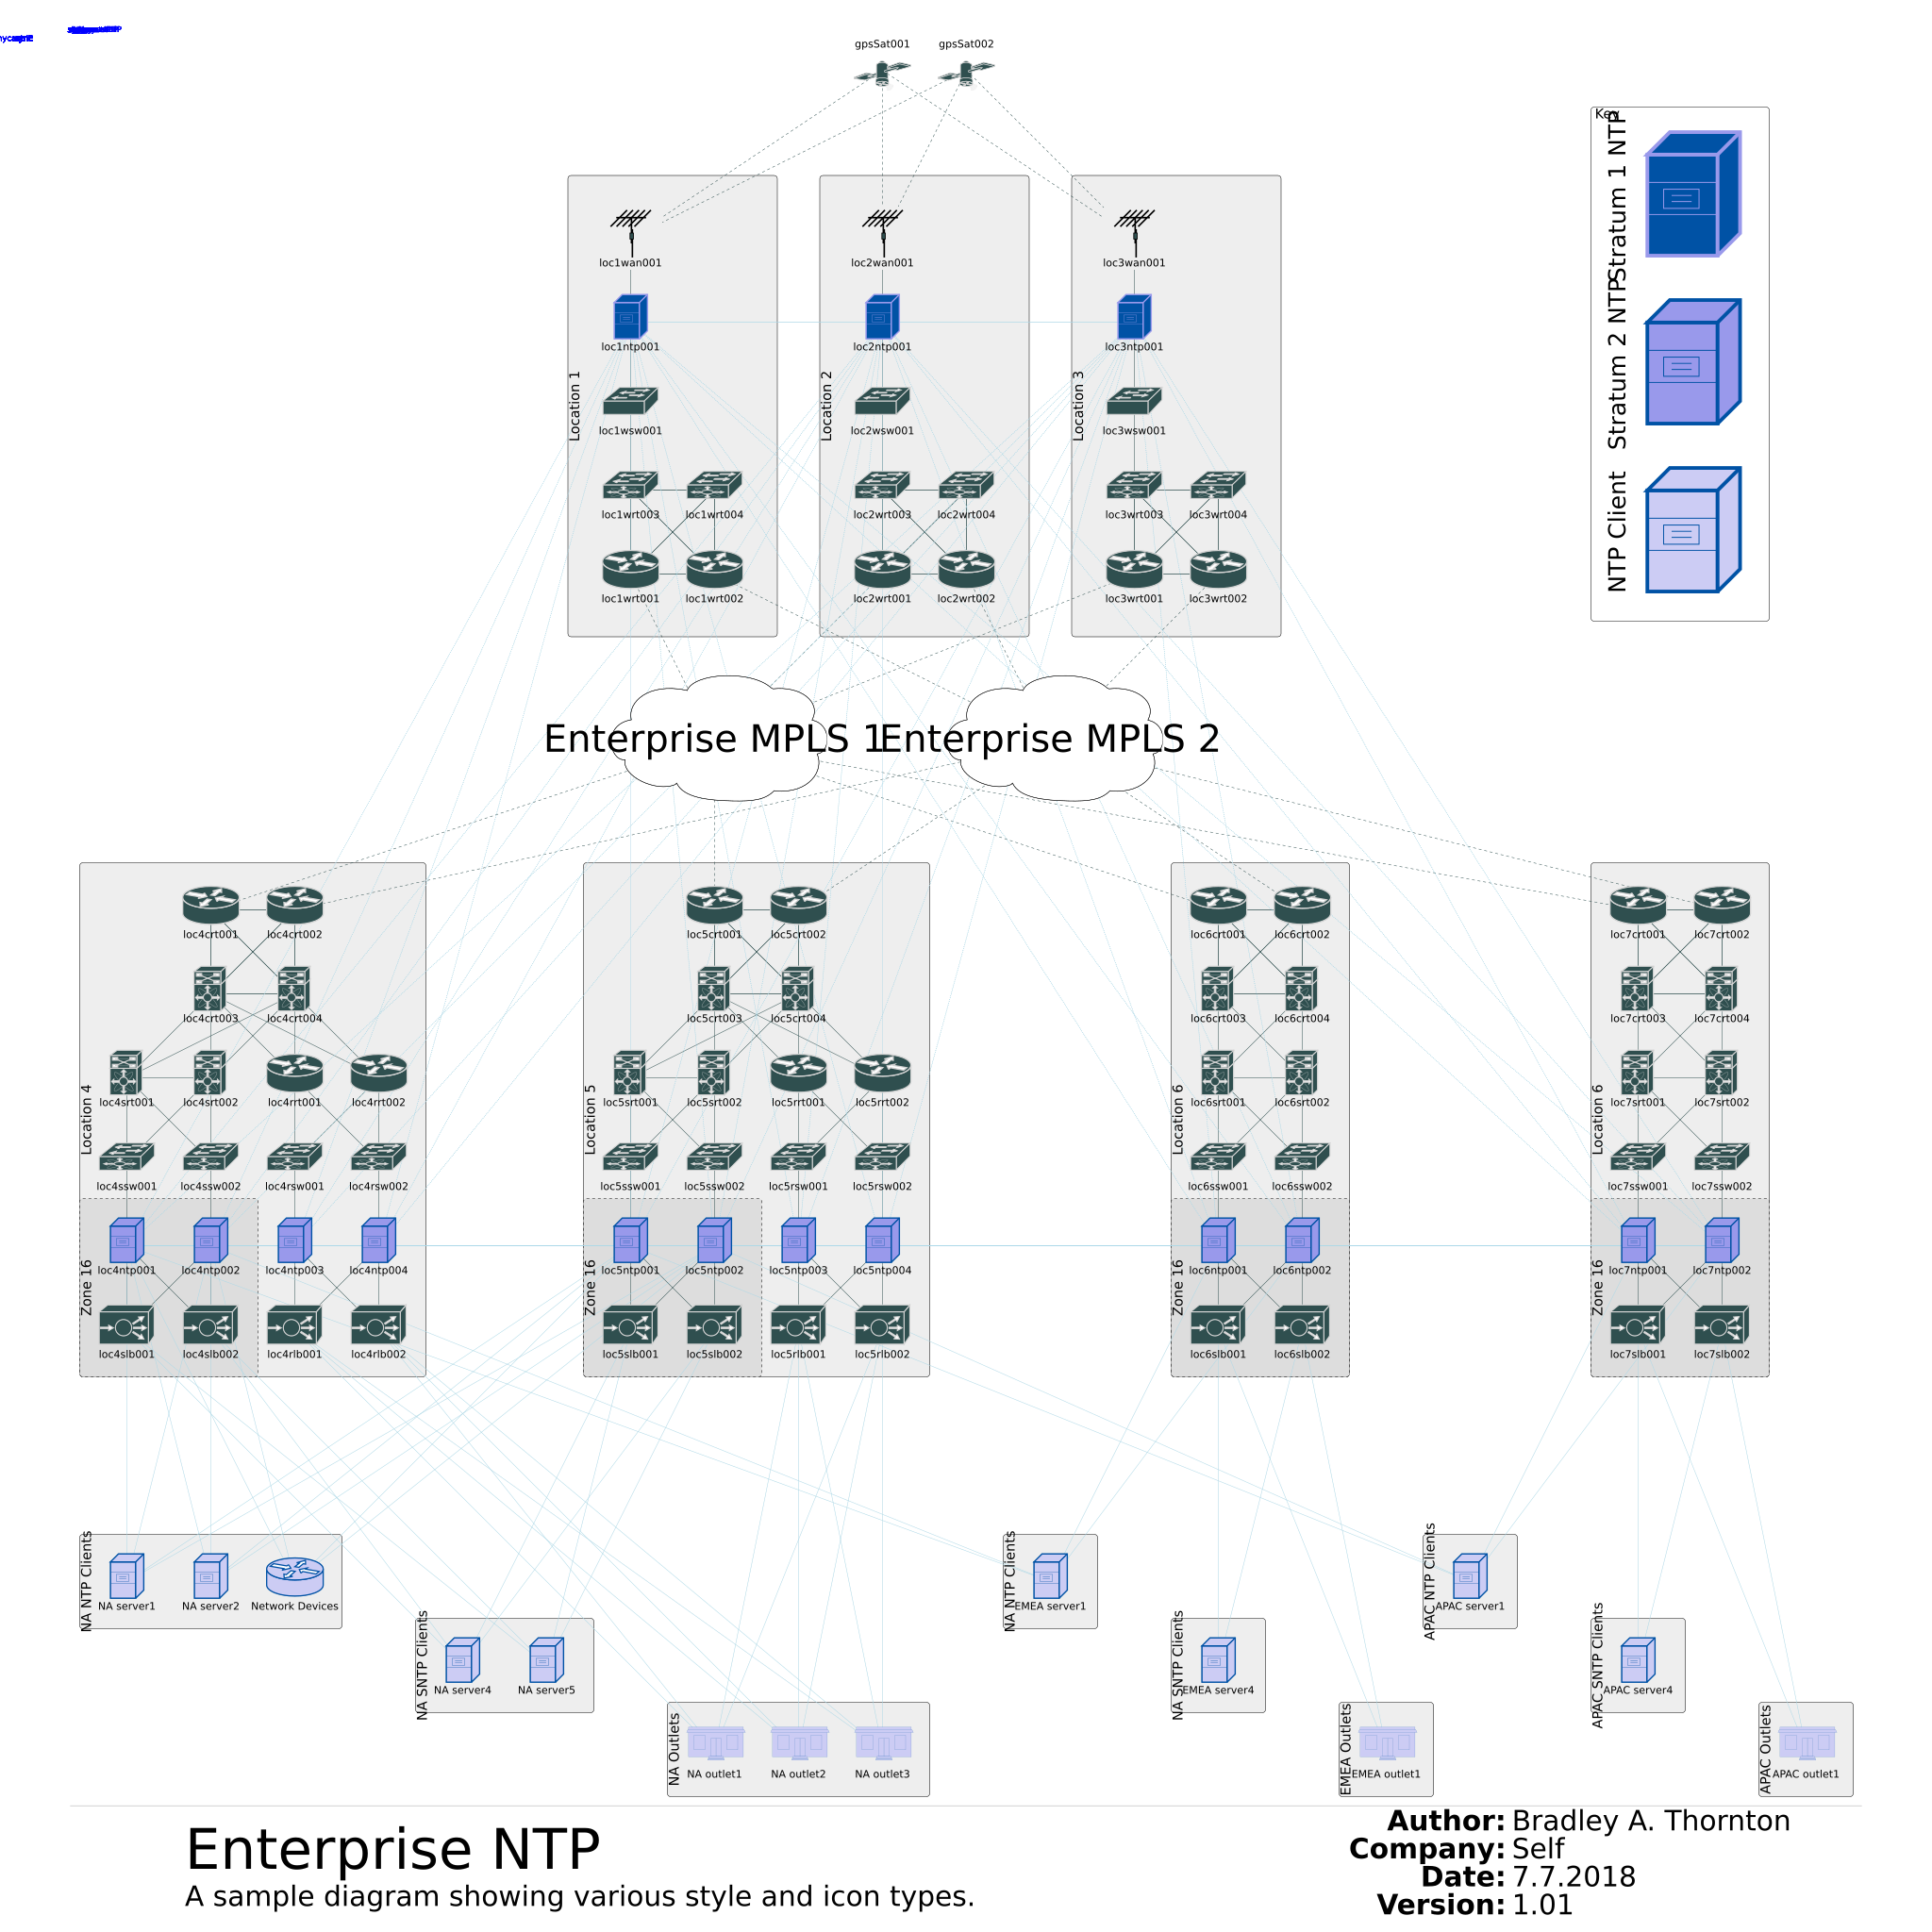 gpsSat001 gpsSat002
Key
Stratum 1 NTP
Stratum 2 NTP
NTP Client
Location 1
loc1wan001
loc1ntp001
loc1wsw001
loc1wrt003 loc1wrt004
loc1wrt001 loc1wrt002
Location 2
loc2wan001
loc2ntp001
loc2wsw001
loc2wrt003 loc2wrt004
loc2wrt001 loc2wrt002
Location 3
loc3wan001
loc3ntp001
loc3wsw001
loc3wrt003 loc3wrt004
loc3wrt001 loc3wrt002
Enterprise MPLS 1
Enterprise MPLS 2
Location 4
loc4crt001 loc4crt002
loc4crt003 loc4crt004
loc4srt001 loc4srt002 loc4rrt001 loc4rrt002
loc4ssw001 loc4ssw002 loc4rsw001 loc4rsw002
Zone 16
loc4ntp001 loc4ntp002 loc4ntp003 loc4ntp004
loc4slb001 loc4slb002 loc4rlb001 loc4rlb002
Location 5
loc5crt001 loc5crt002
loc5crt003 loc5crt004
loc5srt001 loc5srt002 loc5rrt001 loc5rrt002
loc5ssw001 loc5ssw002 loc5rsw001 loc5rsw002
Zone 16
loc5ntp001 loc5ntp002 loc5ntp003 loc5ntp004
loc5slb001 loc5slb002 loc5rlb001 loc5rlb002
Location 6
loc6crt001 loc6crt002
loc6crt003 loc6crt004
loc6srt001 loc6srt002
loc6ssw001 loc6ssw002
Zone 16
loc6ntp001 loc6ntp002
loc6slb001 loc6slb002
Location 6
loc7crt001 loc7crt002
loc7crt003 loc7crt004
loc7srt001 loc7srt002
loc7ssw001 loc7ssw002
Zone 16
loc7ntp001 loc7ntp002
loc7slb001 loc7slb002
NA NTP Clients
NA server1 NA server2 Network Devices
NA SNTP Clients
NA server4 NA server5
NA Outlets
NA outlet1 NA outlet2 NA outlet3
NA NTP Clients
EMEA server1
NA SNTP Clients
EMEA server4
EMEA Outlets
EMEA outlet1
APAC NTP Clients
APAC server1
APAC SNTP Clients
APAC server4
APAC Outlets
APAC outlet1
Enterprise NTP
A sample diagram showing various style and icon types.
Author: Bradley A. Thornton
Company: Self
Date: 7.7.2018
Version: 1.01